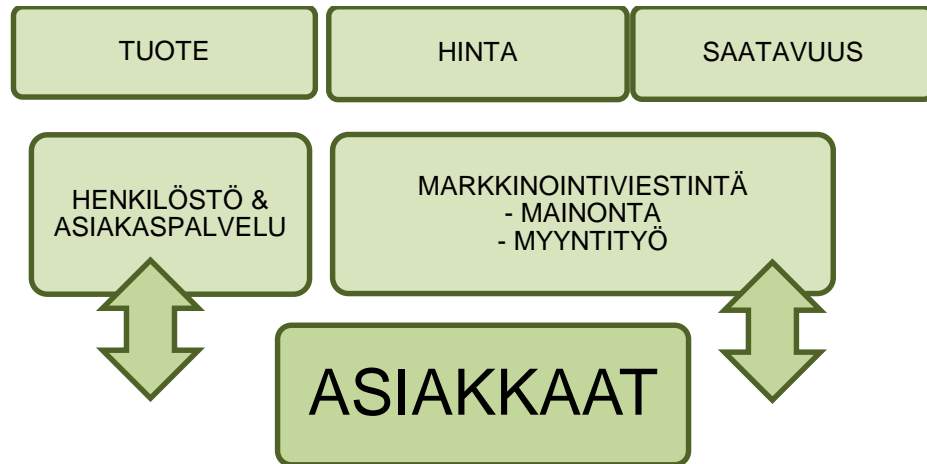 TUOTE
HINTA
SAATAVUUS
HENKILÖSTÖ &
ASIAKASPALVELU
MARKKINOINTIVIESTINTÄ
- MAINONTA
- MYYNTITYÖ
ASIAKKAAT